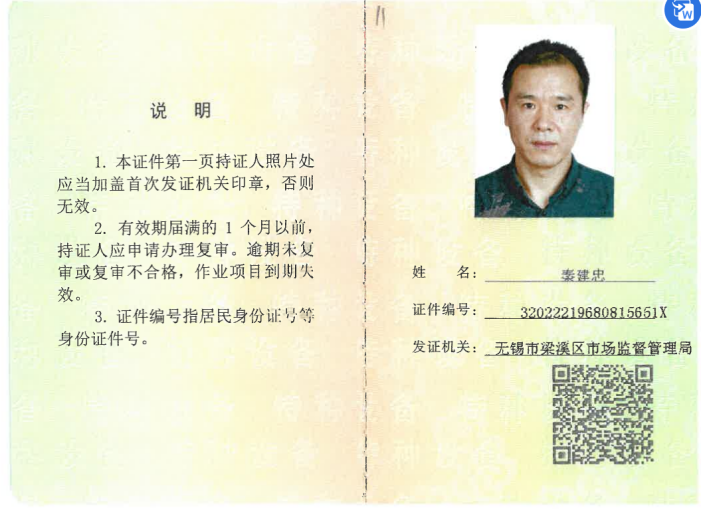 说 明
1. 本证件第一页持证人照片处
应当加盖首次发证机关印章，否则
无效。
2. 有效期届满的 1 个月以前，
持证人应申请办理复审。逾期未复
审或复审不合格，作业项目到期失
效。
3. 证件编号指居民身份证号等
身份证件号。
姓 名： 秦建忠
证件编号： 32022219680815651X
发证机关： 无锡市梁溪区市场监督管理局